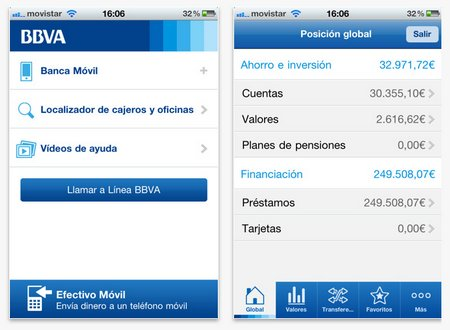 movistar 16:06 32%
BBVA
Banca Móvil
Localizador de cajeros y oficinas
Vídeos de ayuda
Llamar a Línea BBVA
Efectivo Móvil
Envía dinero a un teléfono móvil
movistar 16:06 32%
Posición global Salir
Ahorro e inversión 32.971,72€
Cuentas 30.355,10€
Valores 2.616,62€
Planes de pensiones 0,00€
Financiación 249.508,07€
Préstamos 249.508,07€
Tarjetas 0,00€
Global Valores Transfere... Favoritos Más